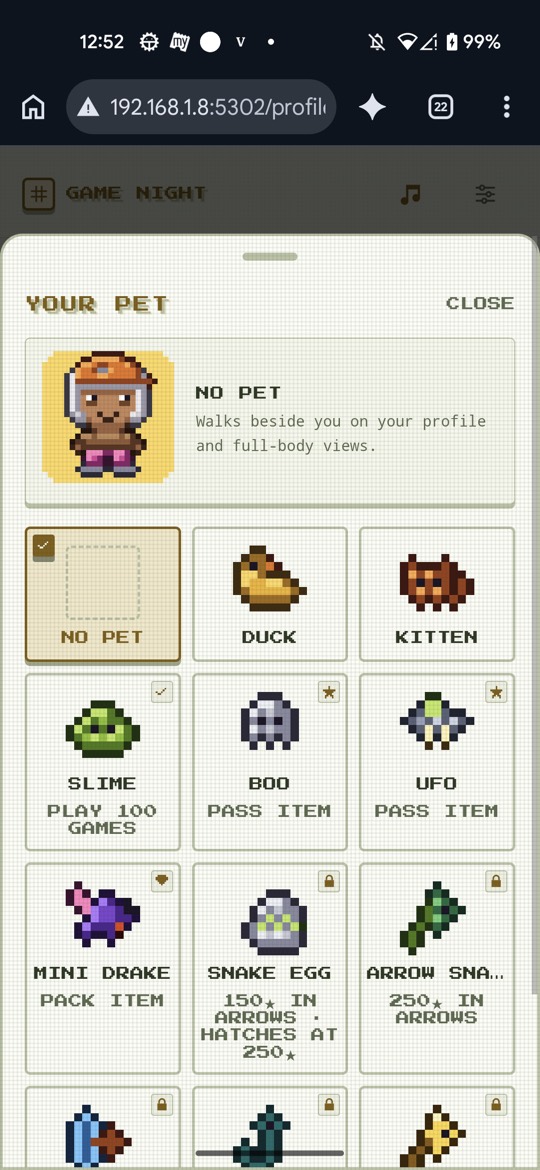 12:52
my
V
99%
192.168.1.8:5302/profil
22
GAME NIGHT
YOUR PET
CLOSE
NO PET
Walks beside you on your profile
and full-body views.
NO PET
DUCK
KITTEN
SLIME
PLAY 100
GAMES
BOO
PASS ITEM
UFO
PASS ITEM
MINI DRAKE
PACK ITEM
SNAKE EGG
150★ IN
ARROWS ·
HATCHES AT
250★
ARROW SNA...
250★ IN
ARROWS